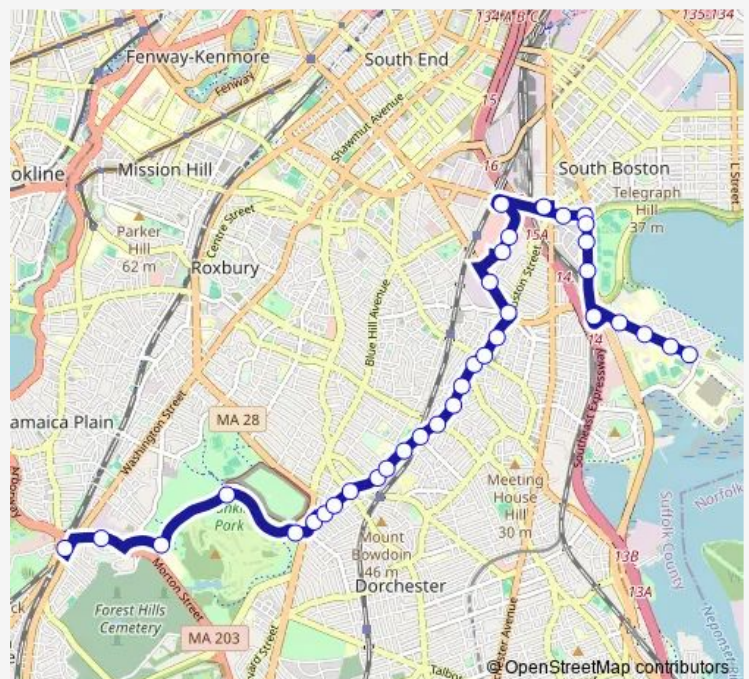 134 A B C
135-134
Fenway-Kenmore
South End
Fenway
15
Shawmut Avenue
16
okline
Mission Hill
South Boston
L Street
Telegraph
Hill
37 m
Parker
Hill
62 m
Centre Street
15A
Roxbury
14
Blue Hill Avenue
14
Southeast Expressway
MA 28
amaica Plain
Washington Street
Meeting
House
Hill
30 m
Norfolk
Suffolk County
Park
Mount
Bowdoin
46 m
13B
Dorchester
Morton Street
13A
Forest Hills
Cemetery
MA 203
© OpenStreetMap contributors